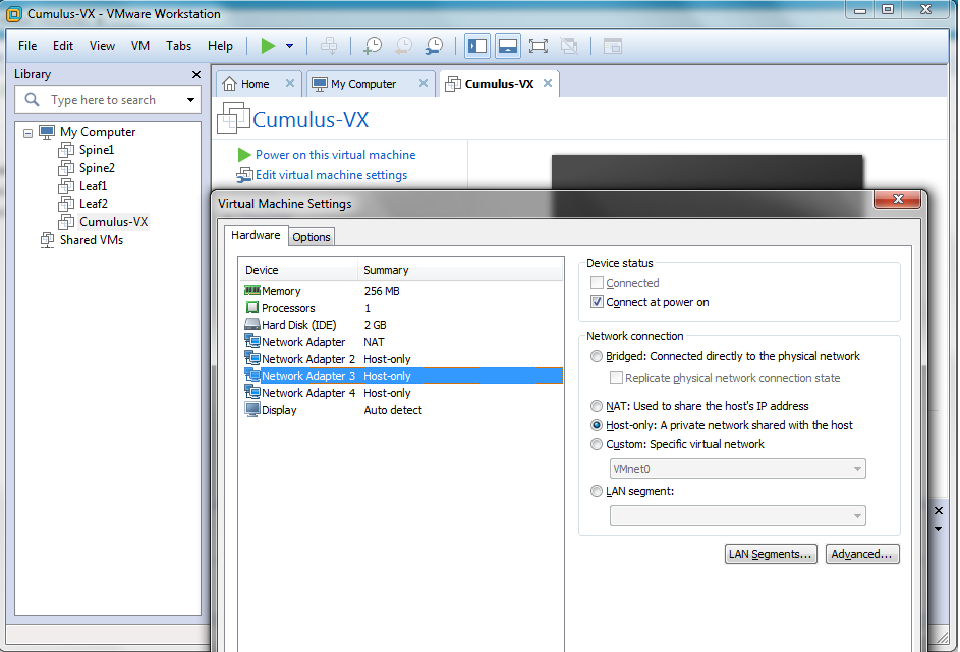 Cumulus-VX - VMware Workstation
File Edit View VM Tabs Help
Library
Type here to search
My Computer
Spine1
Spine2
Leaf1
Leaf2
Cumulus-VX
Shared VMs
Home My Computer Cumulus-VX
Cumulus-VX
Power on this virtual machine
Edit virtual machine settings
Virtual Machine Settings
Hardware Options
Device Summary
Memory 256 MB
Processors 1
Hard Disk (IDE) 2 GB
Network Adapter NAT
Network Adapter 2 Host-only
Network Adapter 3 Host-only
Network Adapter 4 Host-only
Display Auto detect
Device status
Connected
Connect at power on
Network connection
Bridged: Connected directly to the physical network
Replicate physical network connection state
NAT: Used to share the host's IP address
Host-only: A private network shared with the host
Custom: Specific virtual network
VMnet0
LAN segment:
LAN Segments... Advanced...